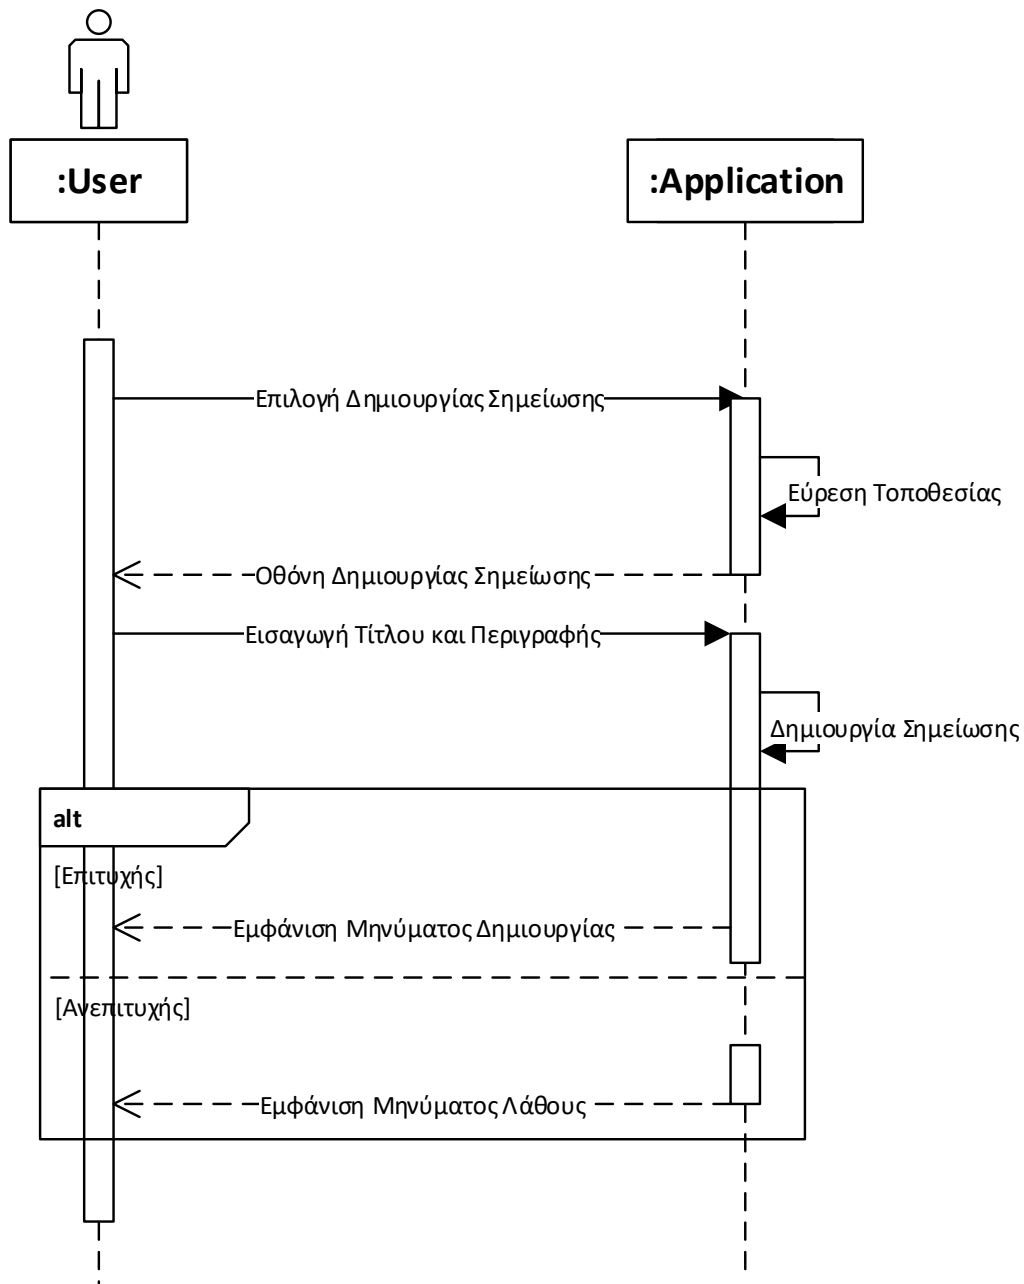 :User
:Application
Επιλογή Δημιουργίας Σημείωσης
Εύρεση Τοποθεσίας
Οθόνη Δημιουργίας Σημείωσης
Εισαγωγή Τίτλου και Περιγραφής
Δημιουργία Σημείωσης
alt
[Επιτυχής]
Εμφάνιση Μηνύματος Δημιουργίας
[Ανεπιτυχής]
Εμφάνιση Μηνύματος Λάθους